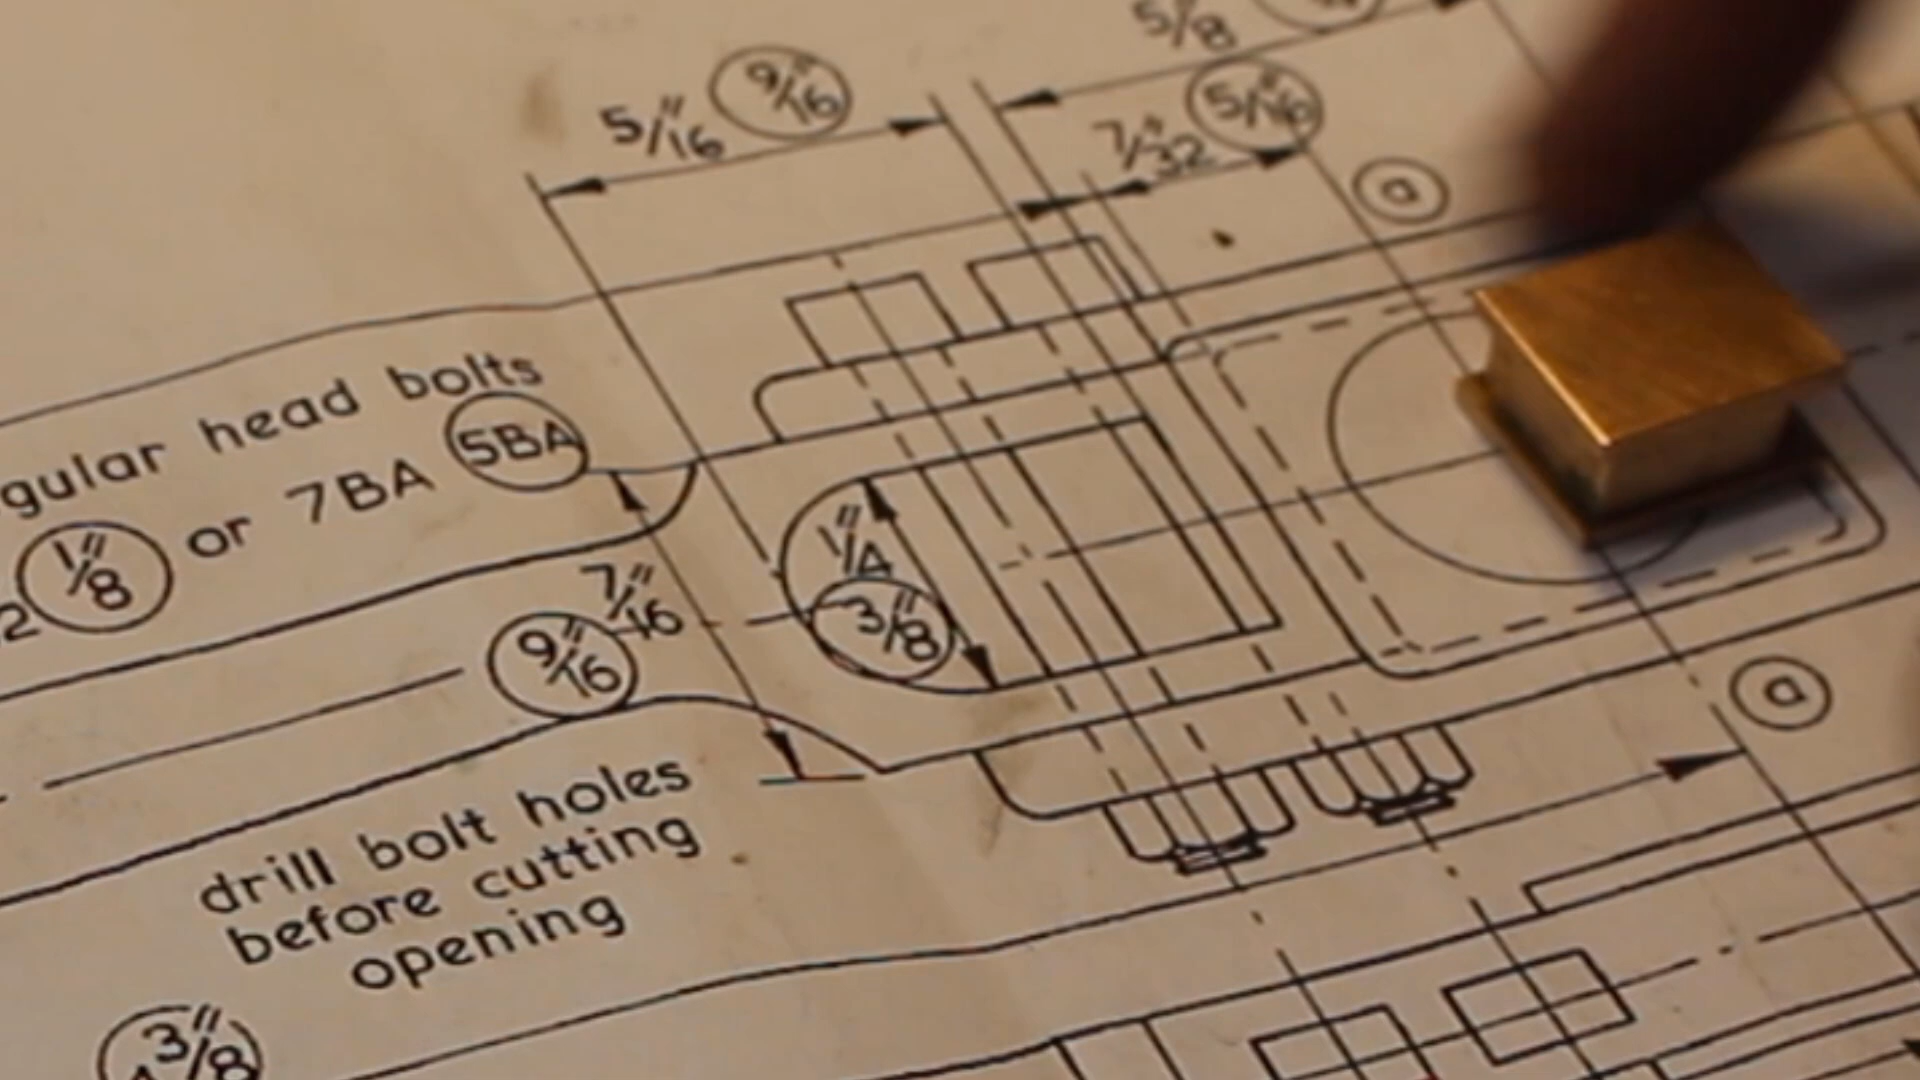 5/8
5/16" 9/16"
7/32" 5/16"
a
gular head bolts
1/8" or 7BA 5BA
1/4"
3/8"
7/16"
9/16"
a
drill bolt holes
before cutting
opening
3/8"